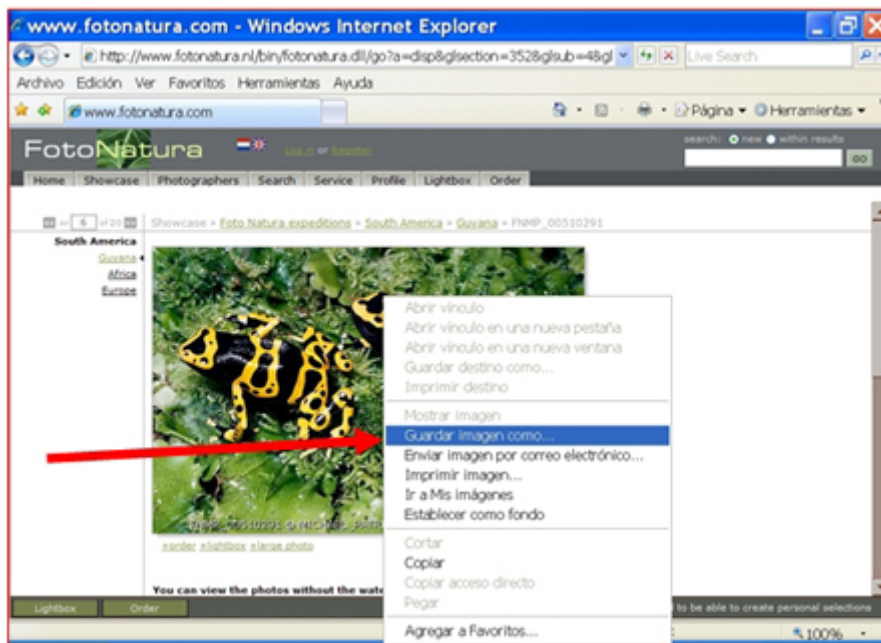 www.fotonatura.com - Windows Internet Explorer
http://www.fotonatura.nl/bin/fotonatura.dll/go?a=disp&glsection=352&glsub=4&gl
Live Search
Archivo Edición Ver Favoritos Herramientas Ayuda
www.fotonatura.com
Página Herramientas
FotoNatura
Log in or Register
search: new within results
GO
Home Showcase Photographers Search Service Profile Lightbox Order
nr 6 of 20
Showcase » Foto Natura expeditions » South America » Guyana » FNMP_00510291
South America
Guyana
Africa
Europe
Abrir vínculo
Abrir vínculo en una nueva pestaña
Abrir vínculo en una nueva ventana
Guardar destino como...
Imprimir destino
Mostrar imagen
Guardar imagen como...
Enviar imagen por correo electrónico...
Imprimir imagen...
Ir a Mis imágenes
Establecer como fondo
Cortar
Copiar
Copiar acceso directo
Pegar
Agregar a Favoritos...
FNMP_00510291 © MICHAEL
order lightbox large photo
You can view the photos without the
Lightbox Order
to be able to create personal selections
100%